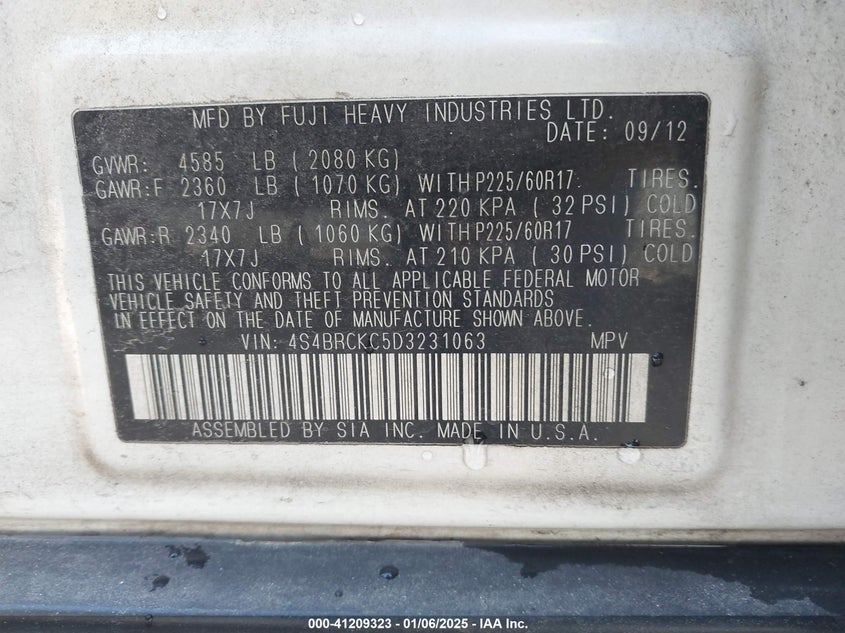 MFD BY FUJI HEAVY INDUSTRIES LTD.
DATE: 09/12
GVWR: 4585 LB ( 2080 KG)
GAWR:F 2360 LB ( 1070 KG) WITH P225/60R17: TIRES.
17X7J RIMS. AT 220 KPA ( 32 PSI) COLD
GAWR:R 2340 LB ( 1060 KG) WITH P225/60R17 TIRES.
17X7J RIMS. AT 210 KPA ( 30 PSI) COLD
THIS VEHICLE CONFORMS TO ALL APPLICABLE FEDERAL MOTOR
VEHICLE SAFETY AND THEFT PREVENTION STANDARDS
IN EFFECT ON THE DATE OF MANUFACTURE SHOWN ABOVE.
VIN: 4S4BRCKC5D3231063 MPV
ASSEMBLED BY SIA INC. MADE IN U.S.A.
000-41209323 - 01/06/2025 - IAA Inc.